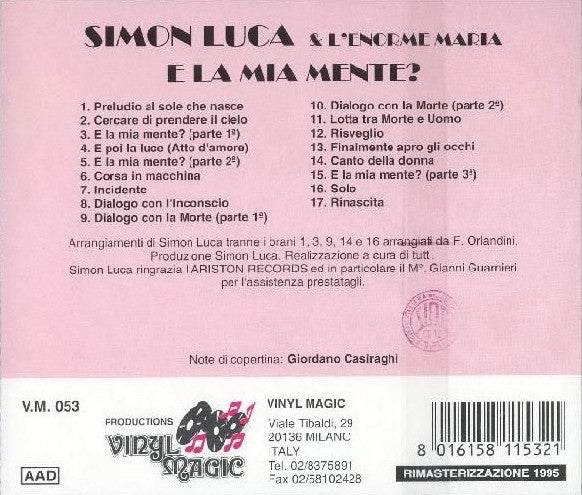 SIMON LUCA & L'ENORME MARIA
E LA MIA MENTE?
1. Preludio al sole che nasce
2. Cercare di prendere il cielo
3. E la mia mente? (parte 1ª)
4. E poi la luce (Atto d'amore)
5. E la mia mente? (parte 2ª)
6. Corsa in macchina
7. Incidente
8. Dialogo con l'Inconscio
9. Dialogo con la Morte (parte 1ª)
10. Dialogo con la Morte (parte 2ª)
11. Lotta tra Morte e Uomo
12. Risveglio
13. Finalmente apro gli occhi
14. Canto della donna
15. E la mia mente? (parte 3ª)
16. Solo
17. Rinascita
Arrangiamenti di Simon Luca tranne i brani 1, 3, 9, 14 e 16 arrangiati da F. Orlandini.
Produzione Simon Luca. Realizzazione a cura di tutti.
Simon Luca ringrazia l'ARISTON RECORDS ed in particolare il Mº. Gianni Guarnieri
per l'assistenza prestatagli.
Note di copertina: Giordano Casiraghi
V.M. 053
AAD
PRODUCTIONS
VINYL
MAGIC
VINYL MAGIC
Viale Tibaldi, 29
20136 MILANO
ITALY
Tel. 02/8375891
Fax 02/58102428
8 016158 115321
RIMASTERIZZAZIONE 1995